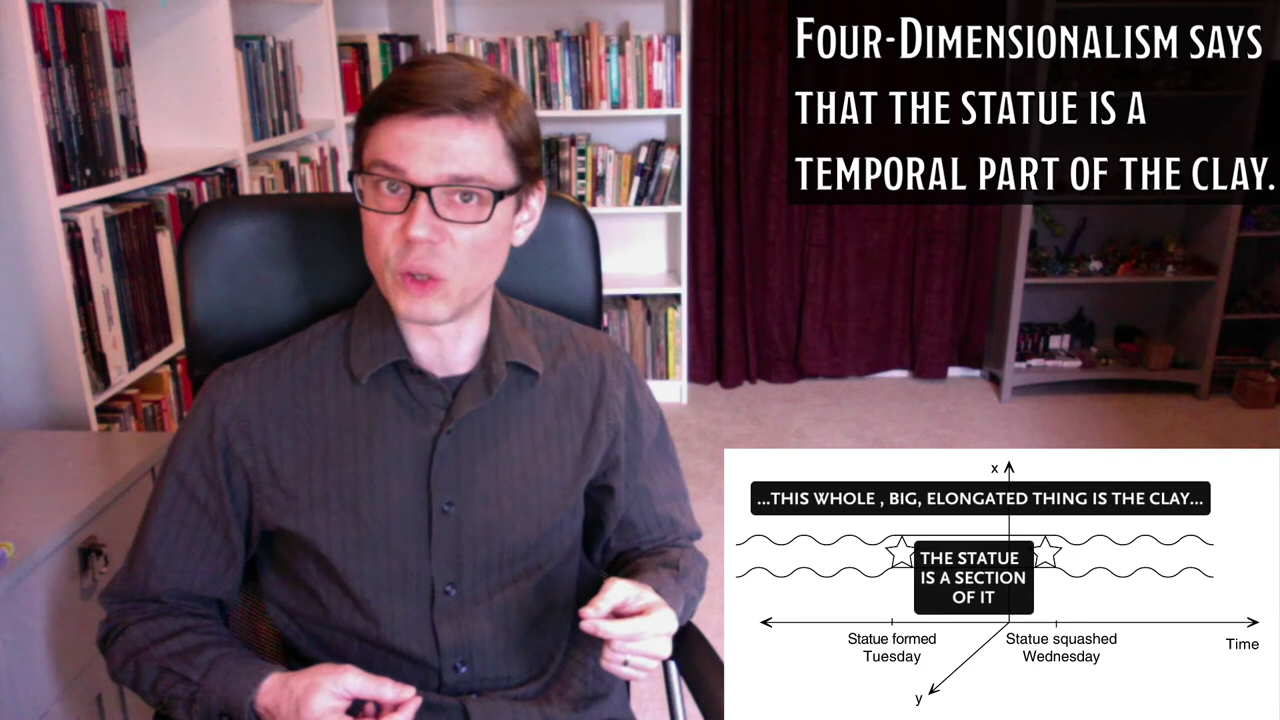 Four-Dimensionalism says
that the statue is a
temporal part of the clay.
x
...THIS WHOLE , BIG, ELONGATED THING IS THE CLAY...
THE STATUE
IS A SECTION
OF IT
Statue formed
Tuesday
Statue squashed
Wednesday
Time
y